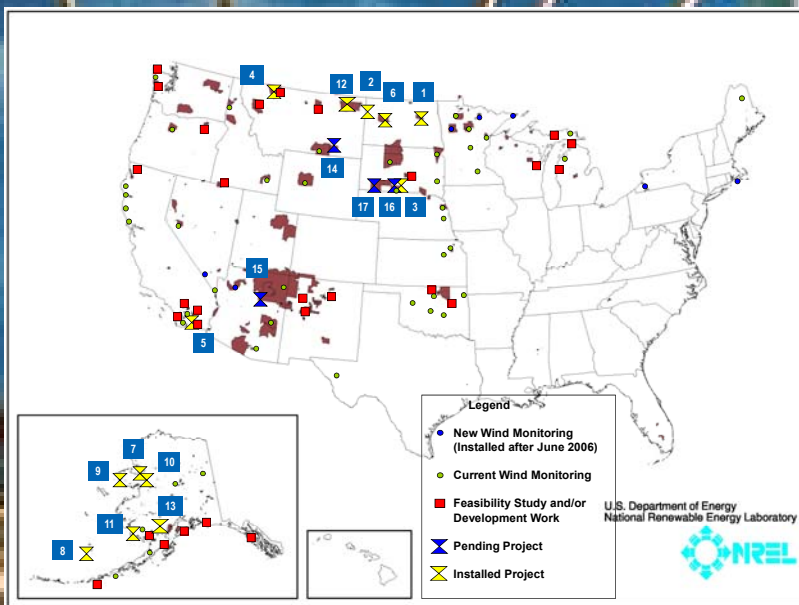 4
12
2
6
1
14
17
16
3
15
5
7
9
10
13
11
8
Legend
New Wind Monitoring
(Installed after June 2006)
Current Wind Monitoring
Feasibility Study and/or
Development Work
Pending Project
Installed Project
U.S. Department of Energy
National Renewable Energy Laboratory
NREL